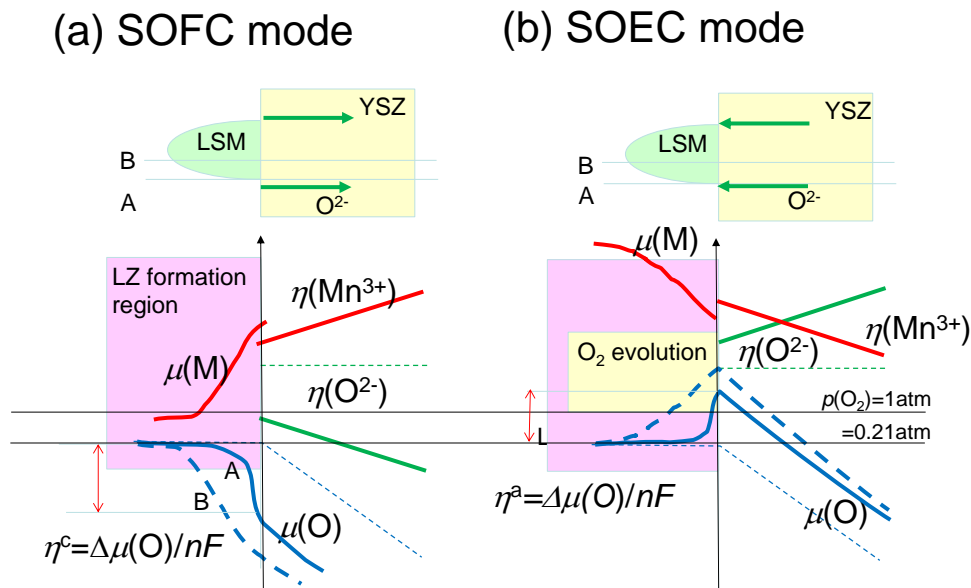 (a) SOFC mode
(b) SOEC mode
YSZ
LSM
B
A
O²⁻
YSZ
LSM
B
A
O²⁻
LZ formation
region
η(Mn³⁺)
μ(M)
η(O²⁻)
A
B
μ(O)
ηᶜ=Δμ(O)/nF
μ(M)
η(Mn³⁺)
O₂ evolution
η(O²⁻)
p(O₂)=1atm
=0.21atm
L
μ(O)
ηᵃ=Δμ(O)/nF